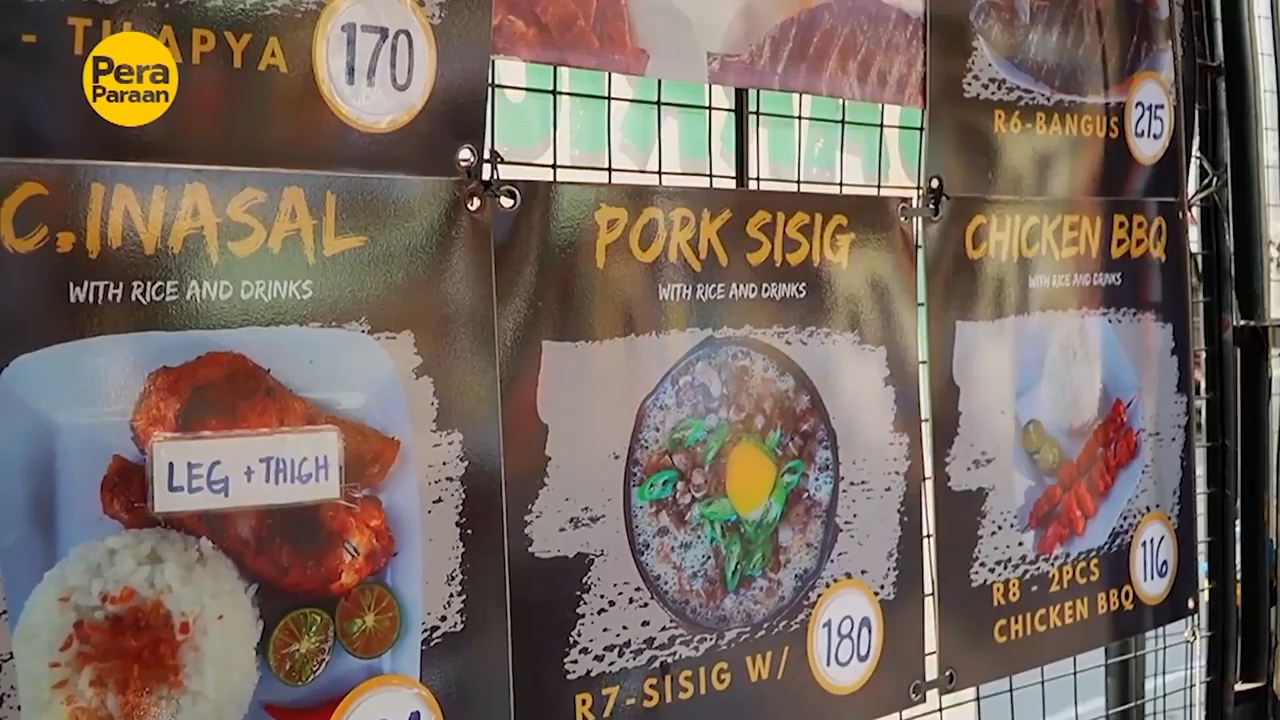 - TILAPYA
170
Pera
Paraan
R6-BANGUS
215
C.INASAL
WITH RICE AND DRINKS
LEG + THIGH
PORK SISIG
WITH RICE AND DRINKS
R7-SISIG W/
180
CHICKEN BBQ
WITH RICE AND DRINKS
R8 - 2PCS
CHICKEN BBQ
116